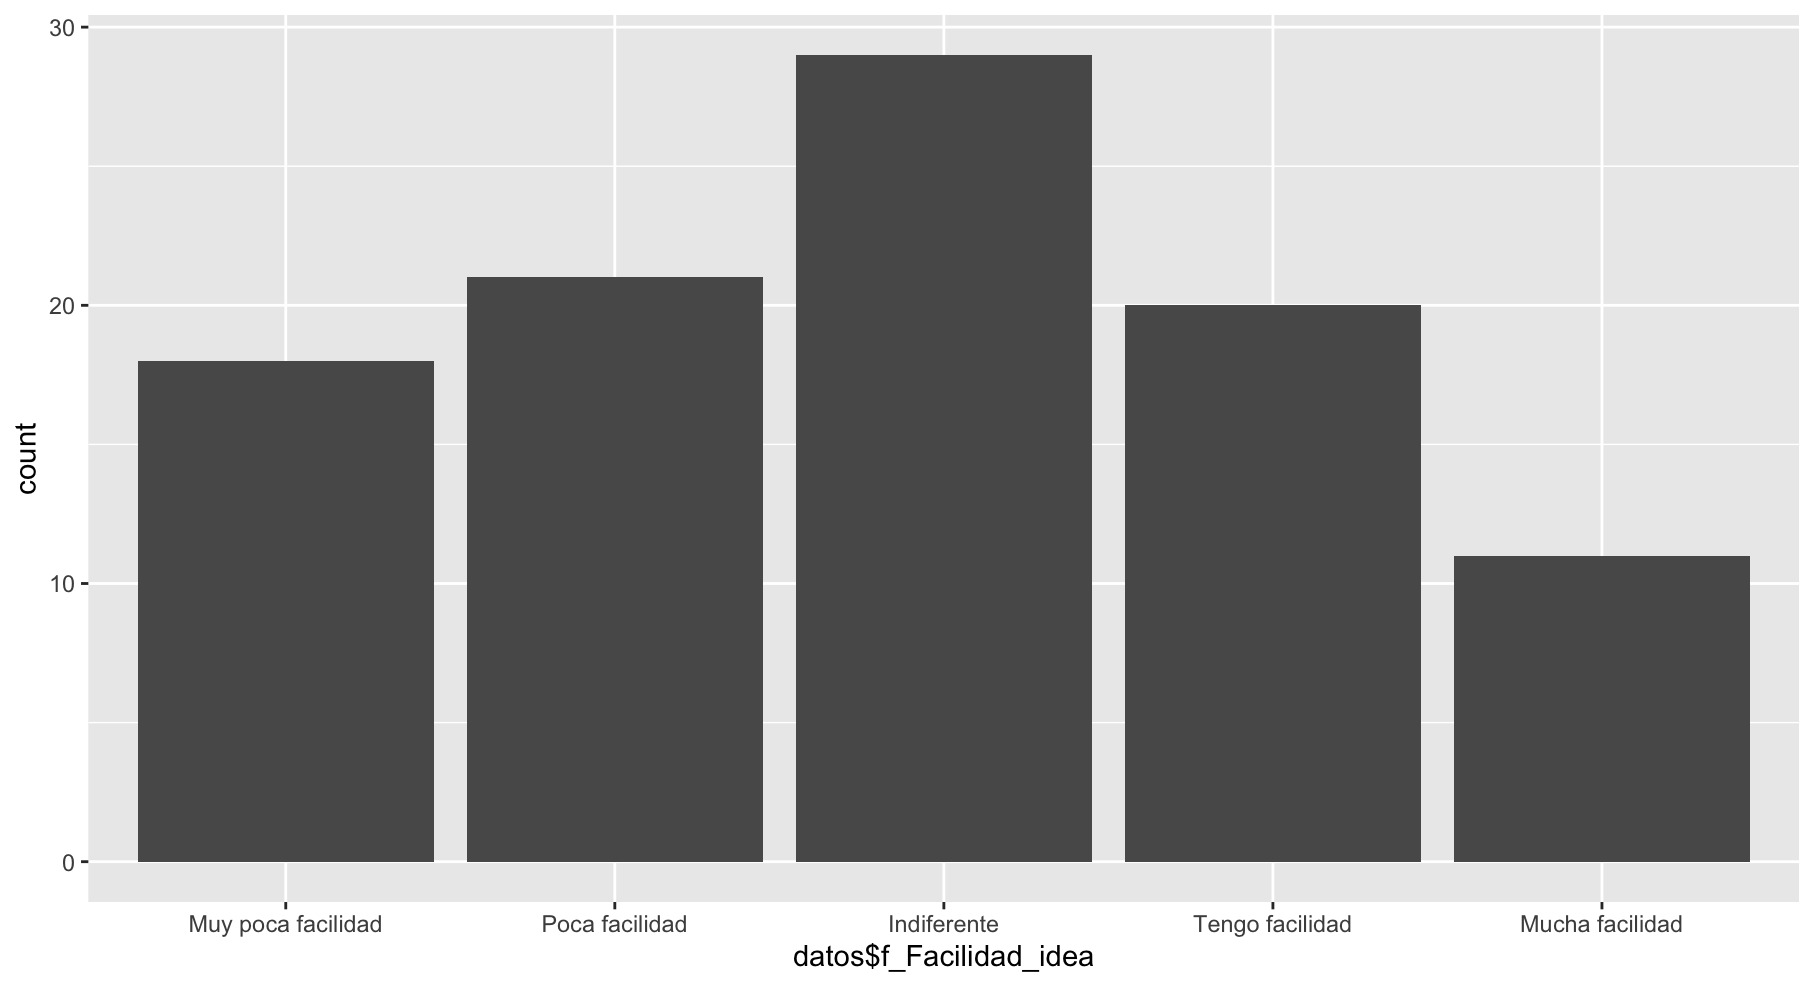 30
20
10
0
count
Muy poca facilidad
Poca facilidad
Indiferente
Tengo facilidad
Mucha facilidad
datos$f_Facilidad_idea